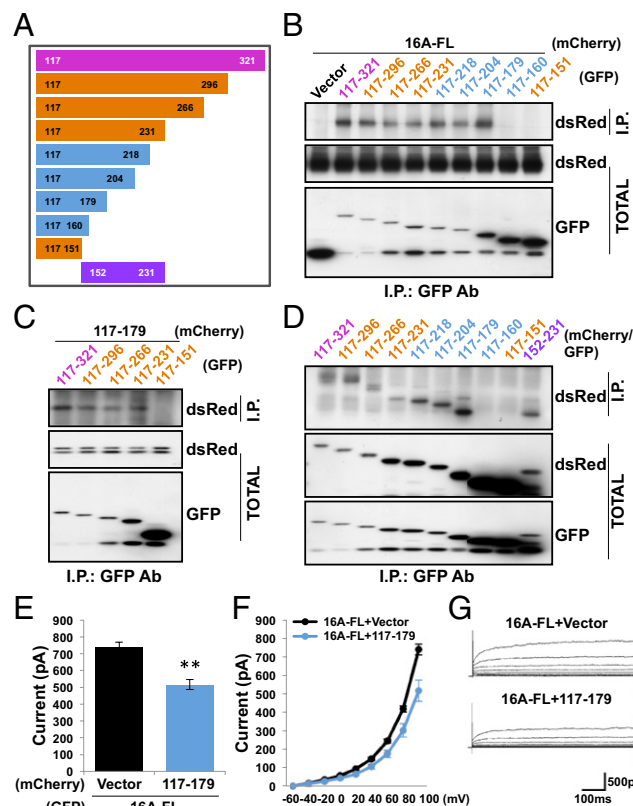 A
117 321
117 296
117 266
117 231
117 218
117 204
117 179
117 160
117 151
152 231
B
16A-FL (mCherry)
Vector 117-321 117-296 117-266 117-231 117-218 117-204 117-179 117-160 117-151 (GFP)
dsRed I.P.
dsRed
GFP
TOTAL
I.P.: GFP Ab
C
117-179 (mCherry)
117-321 117-296 117-266 117-231 117-151 (GFP)
dsRed I.P.
dsRed
GFP
TOTAL
I.P.: GFP Ab
D
117-321 117-296 117-266 117-231 117-218 117-204 117-179 117-160 117-151 152-231 (mCherry/
GFP)
dsRed I.P.
dsRed
GFP
TOTAL
I.P.: GFP Ab
E
Current (pA)
900
800
700
600
500
400
300
200
100
0
**
(mCherry) Vector 117-179
(GFP) 16A-FL
F
16A-FL+Vector
16A-FL+117-179
Current (pA)
900
800
700
600
500
400
300
200
100
0
-60-40-20 0 20 40 60 80 100 (mV)
G
16A-FL+Vector
16A-FL+117-179
500p
100ms